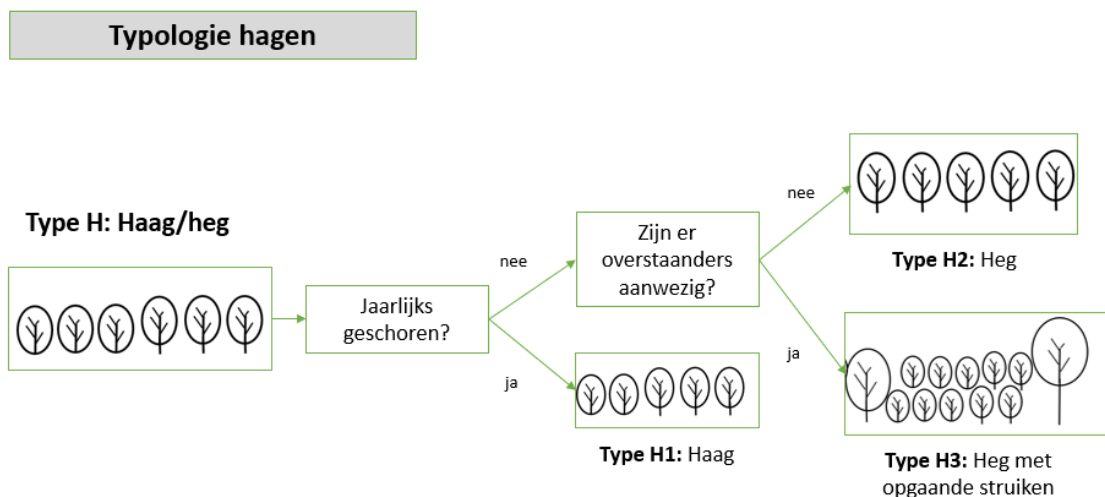 Typologie hagen
Type H: Haag/heg
Jaarlijks
geschoren?
nee
ja
Zijn er
overstaanders
aanwezig?
Type H1: Haag
nee
ja
Type H2: Heg
Type H3: Heg met
opgaande struiken